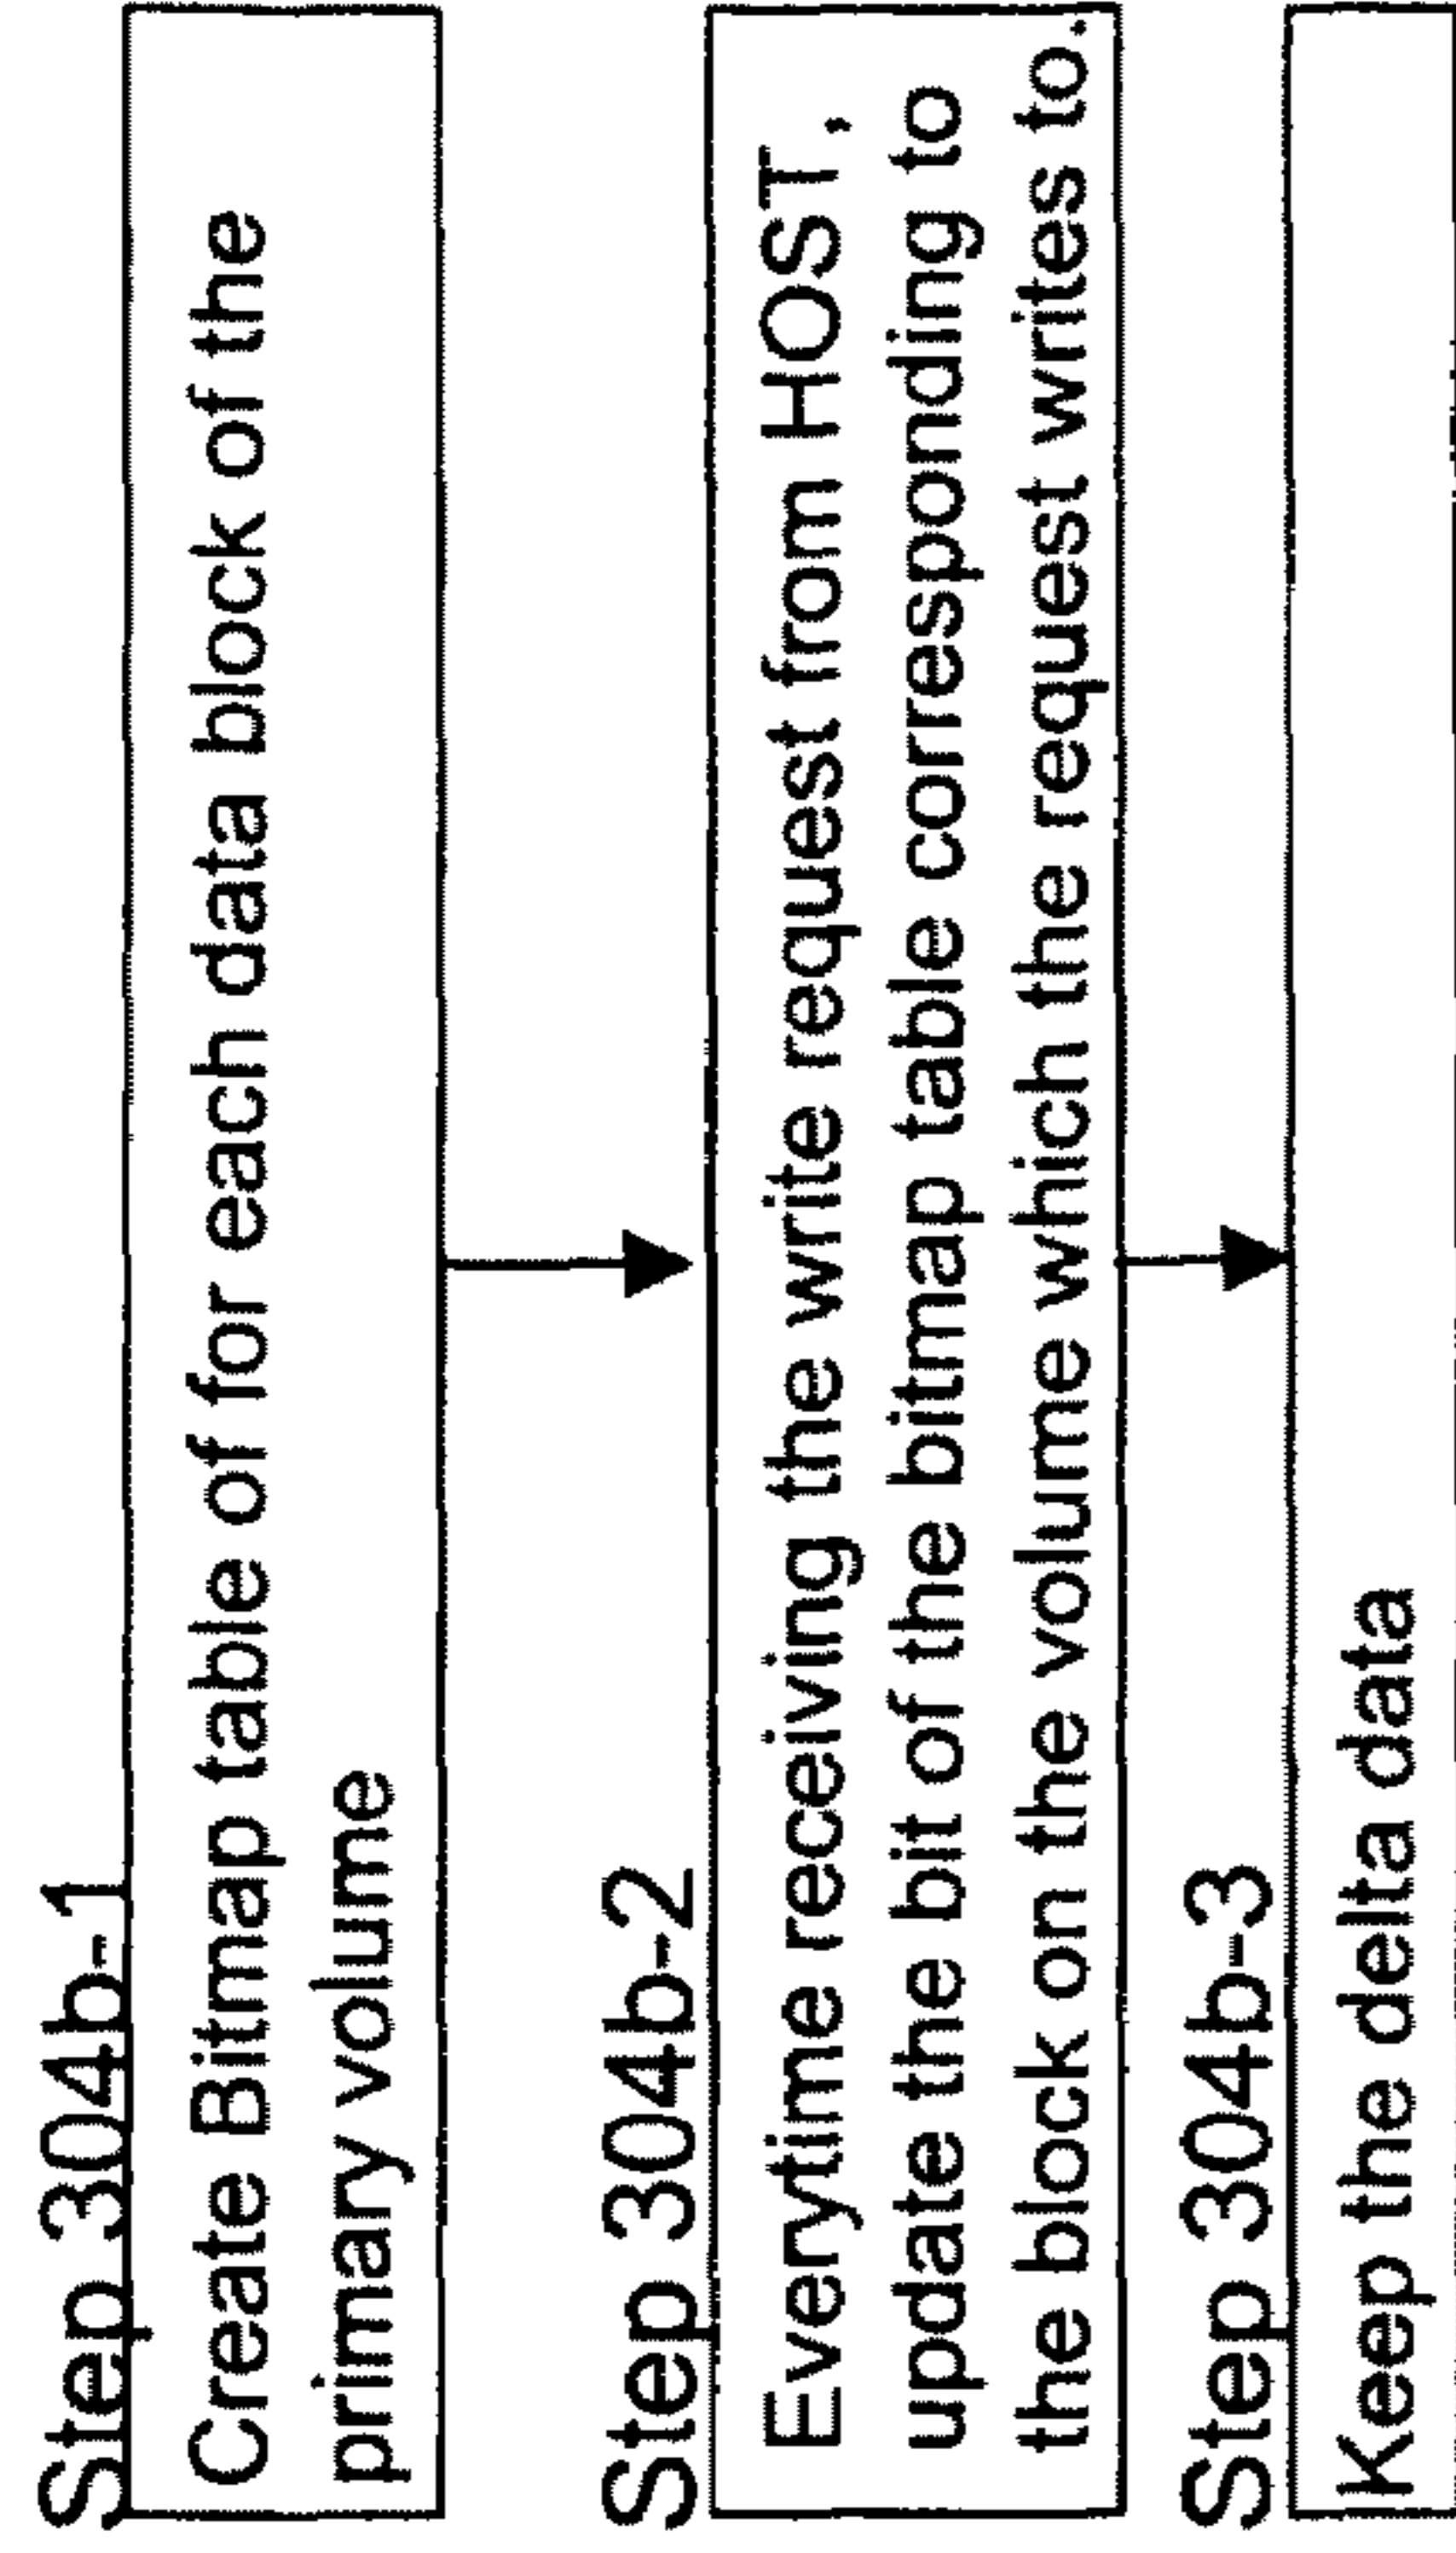 Step 304b-1
Create Bitmap table of for each data block of the
primary volume
Step 304b-2
Everytime receiving the write request from HOST,
update the bit of the bitmap table corresponding to
the block on the volume which the request writes to.
Step 304b-3
Keep the delta data